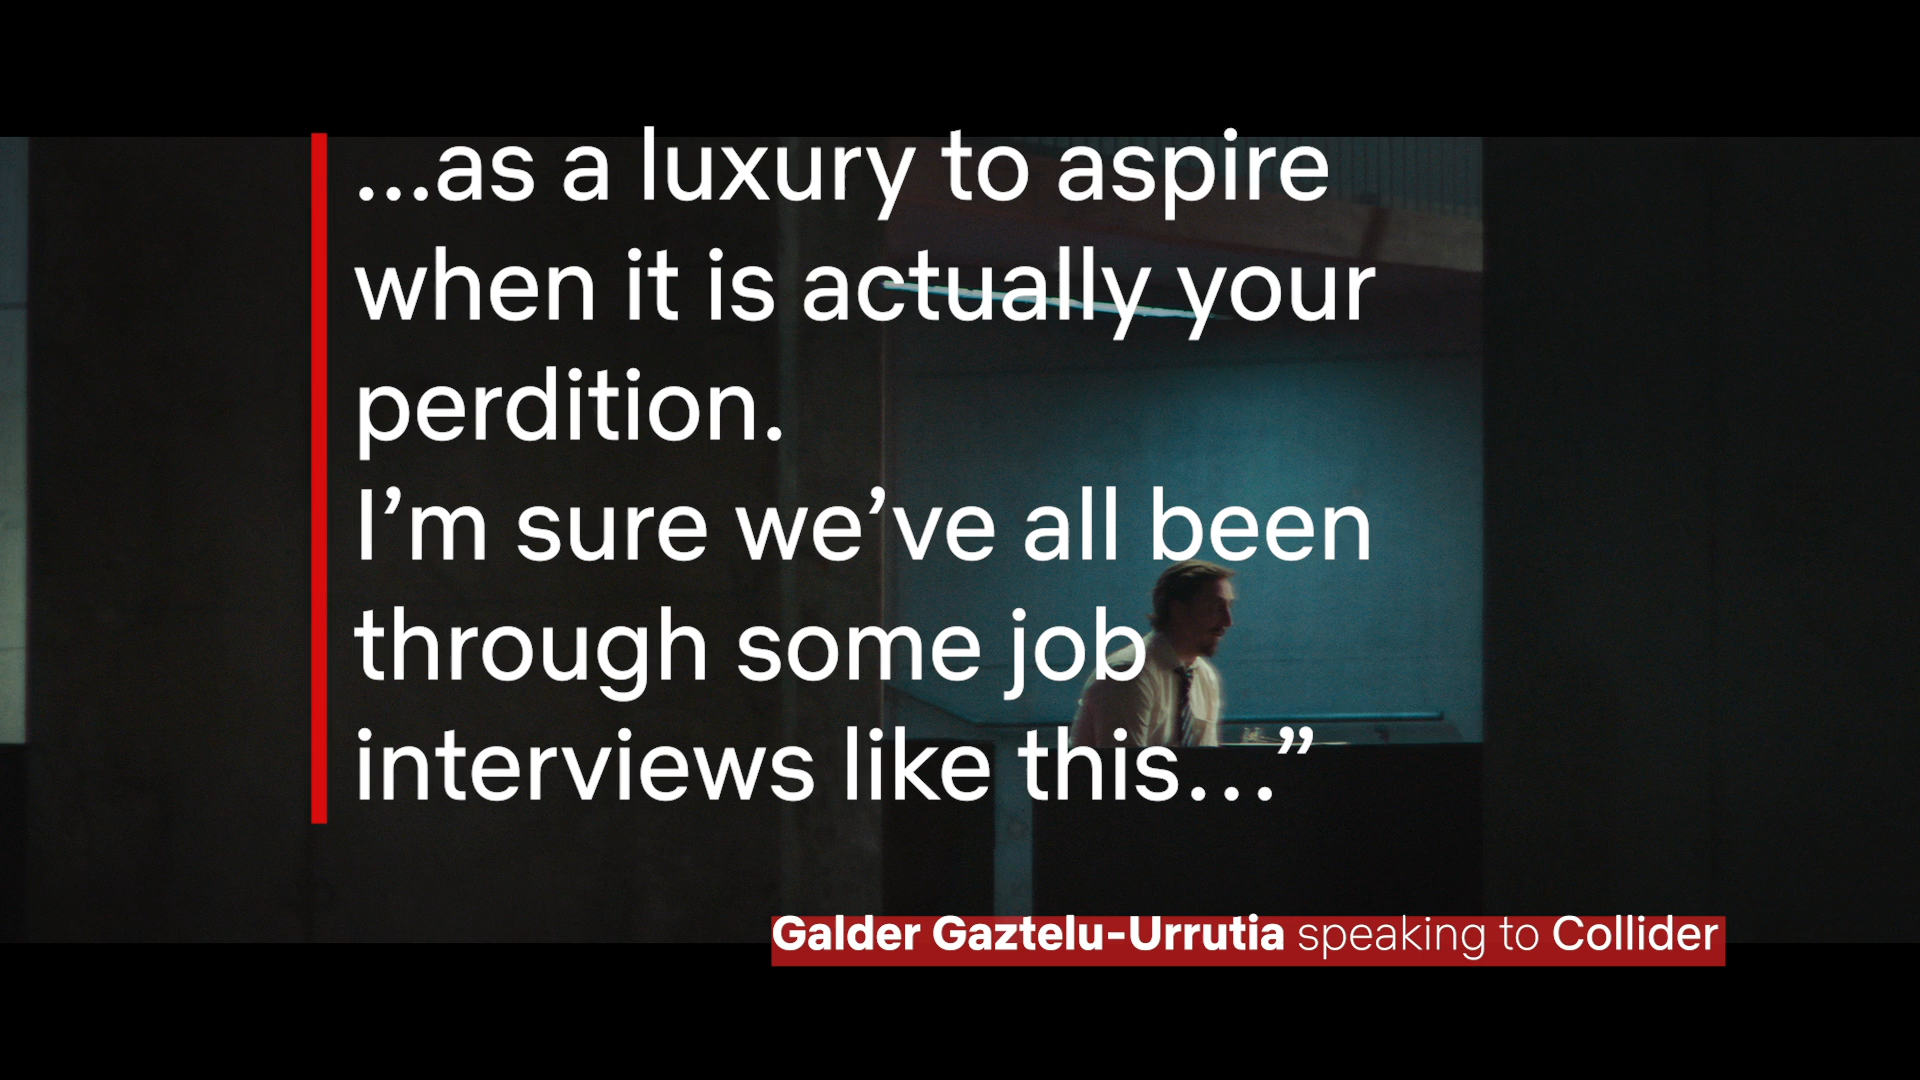 ...as a luxury to aspire
when it is actually your
perdition.
I’m sure we’ve all been
through some job
interviews like this...”
Galder Gaztelu-Urrutia speaking to Collider